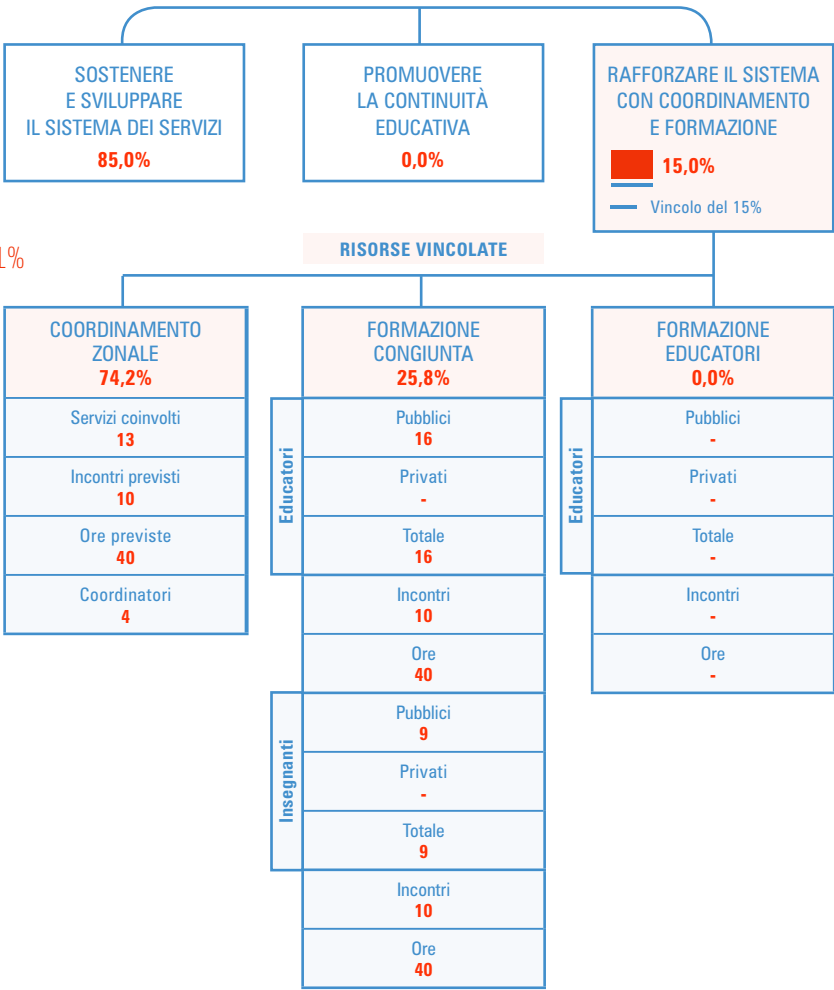 SOSTENERE
E SVILUPPARE
IL SISTEMA DEI SERVIZI
85,0%
PROMUOVERE
LA CONTINUITÀ
EDUCATIVA
0,0%
RAFFORZARE IL SISTEMA
CON COORDINAMENTO
E FORMAZIONE
15,0%
Vincolo del 15%
1%
RISORSE VINCOLATE
COORDINAMENTO
ZONALE
74,2%
Servizi coinvolti
13
Incontri previsti
10
Ore previste
40
Coordinatori
4
FORMAZIONE
CONGIUNTA
25,8%
Educatori
Pubblici
16
Privati
-
Totale
16
Incontri
10
Ore
40
Insegnanti
Pubblici
9
Privati
-
Totale
9
Incontri
10
Ore
40
FORMAZIONE
EDUCATORI
0,0%
Educatori
Pubblici
-
Privati
-
Totale
-
Incontri
-
Ore
-